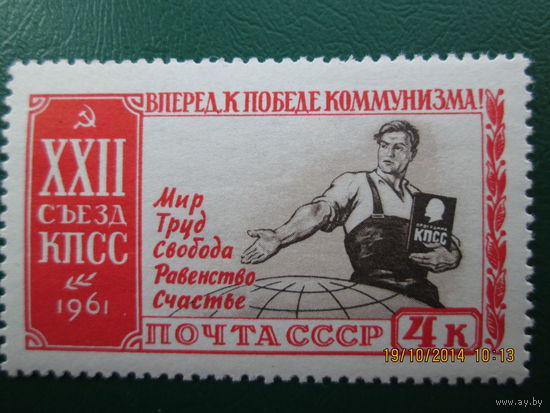 ВПЕРЕД, К ПОБЕДЕ КОММУНИЗМА!
XXII
СЪЕЗД
КПСС
1961
Мир
Труд
Свобода
Равенство
Счастье
ПРОГРАММА
КПСС
ПОЧТА СССР
4 К
19/10/2014 10:13
www.ay.by